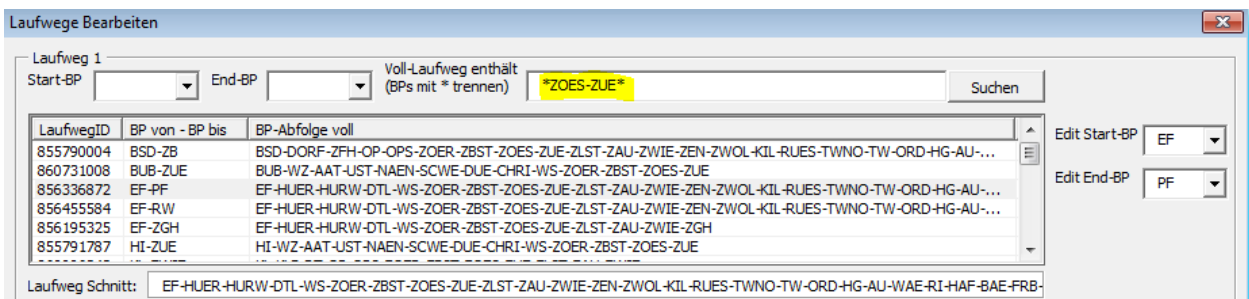 Laufwege Bearbeiten
Laufweg 1
Start-BP End-BP Voll-Laufweg enthält
(BPs mit * trennen) *ZOES-ZUE* Suchen
LaufwegID BP von - BP bis BP-Abfolge voll
855790004 BSD-ZB BSD-DORF-ZFH-OP-OPS-ZOER-ZBST-ZOES-ZUE-ZLST-ZAU-ZWIE-ZEN-ZWOL-KIL-RUES-TWNO-TW-ORD-HG-AU-...
Edit Start-BP EF
860731008 BUB-ZUE BUB-WZ-AAT-UST-NAEN-SCWE-DUE-CHRI-WS-ZOER-ZBST-ZOES-ZUE
856336872 EF-PF EF-HUER-HURW-DTL-WS-ZOER-ZBST-ZOES-ZUE-ZLST-ZAU-ZWIE-ZEN-ZWOL-KIL-RUES-TWNO-TW-ORD-HG-AU-...
Edit End-BP PF
856455584 EF-RW EF-HUER-HURW-DTL-WS-ZOER-ZBST-ZOES-ZUE-ZLST-ZAU-ZWIE-ZEN-ZWOL-KIL-RUES-TWNO-TW-ORD-HG-AU-...
856195325 EF-ZGH EF-HUER-HURW-DTL-WS-ZOER-ZBST-ZOES-ZUE-ZLST-ZAU-ZWIE-ZGH
855791787 HI-ZUE HI-WZ-AAT-UST-NAEN-SCWE-DUE-CHRI-WS-ZOER-ZBST-ZOES-ZUE
Laufweg Schnitt: EF-HUER-HURW-DTL-WS-ZOER-ZBST-ZOES-ZUE-ZLST-ZAU-ZWIE-ZEN-ZWOL-KIL-RUES-TWNO-TW-ORD-HG-AU-WAE-RI-HAF-BAE-FRB-